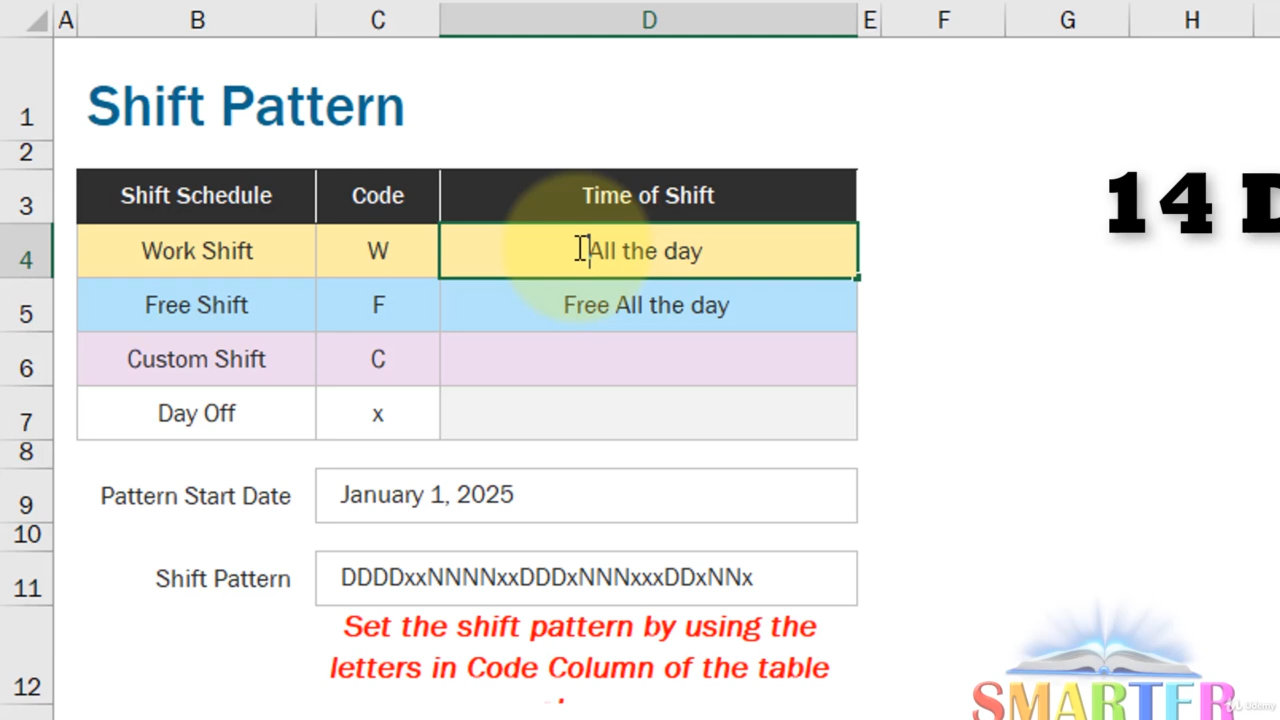 A B C D E F G H
1 Shift Pattern
2
14 D
3 Shift Schedule Code Time of Shift
4 Work Shift W All the day
5 Free Shift F Free All the day
6 Custom Shift C
7 Day Off x
8
9 Pattern Start Date January 1, 2025
10
11 Shift Pattern DDDDxxNNNNxxDDDxNNNxxxDDxNNx
Set the shift pattern by using the
12 letters in Code Column of the table
SMARTER
Udemy